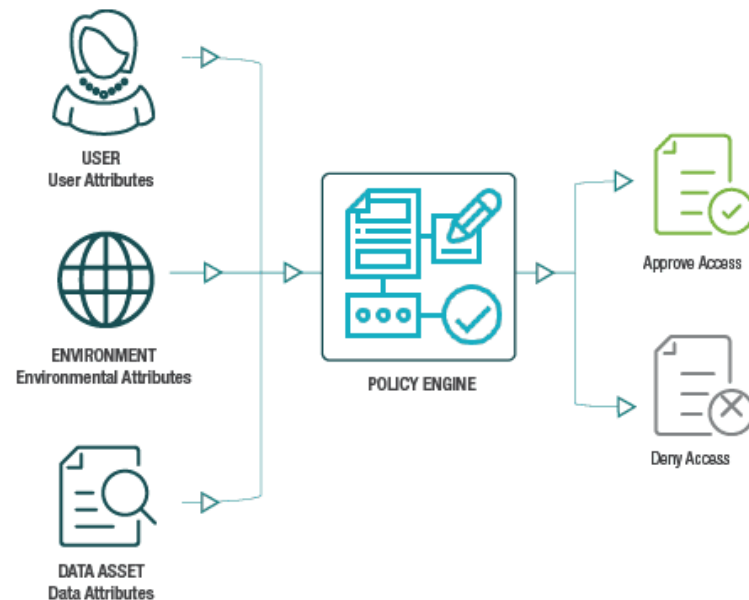 USER
User Attributes
ENVIRONMENT
Environmental Attributes
DATA ASSET
Data Attributes
POLICY ENGINE
Approve Access
Deny Access